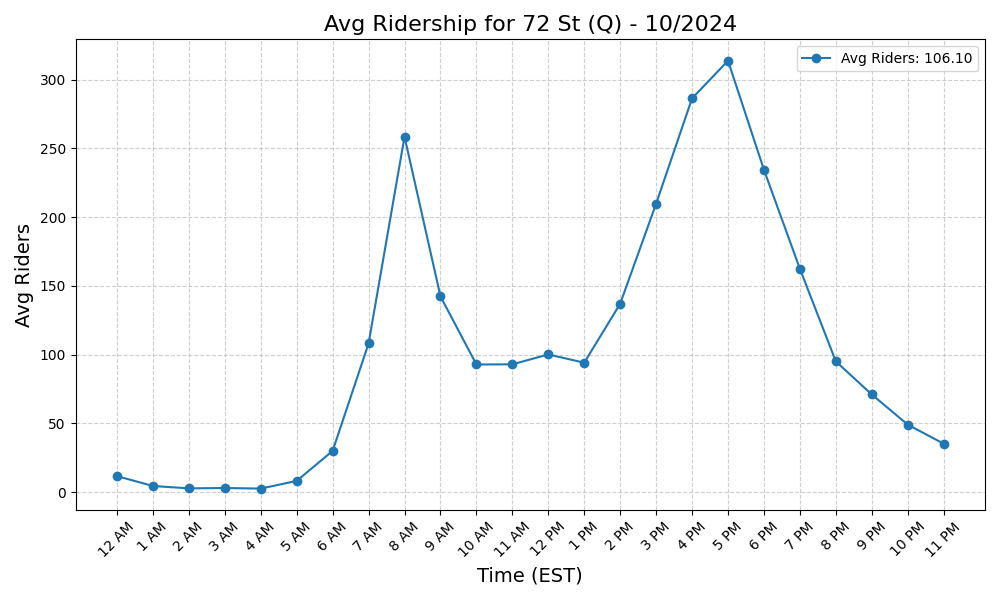 Avg Ridership for 72 St (Q) - 10/2024
Avg Riders: 106.10
Avg Riders
300
250
200
150
100
50
0
12 AM
1 AM
2 AM
3 AM
4 AM
5 AM
6 AM
7 AM
8 AM
9 AM
10 AM
11 AM
12 PM
1 PM
2 PM
3 PM
4 PM
5 PM
6 PM
7 PM
8 PM
9 PM
10 PM
11 PM
Time (EST)